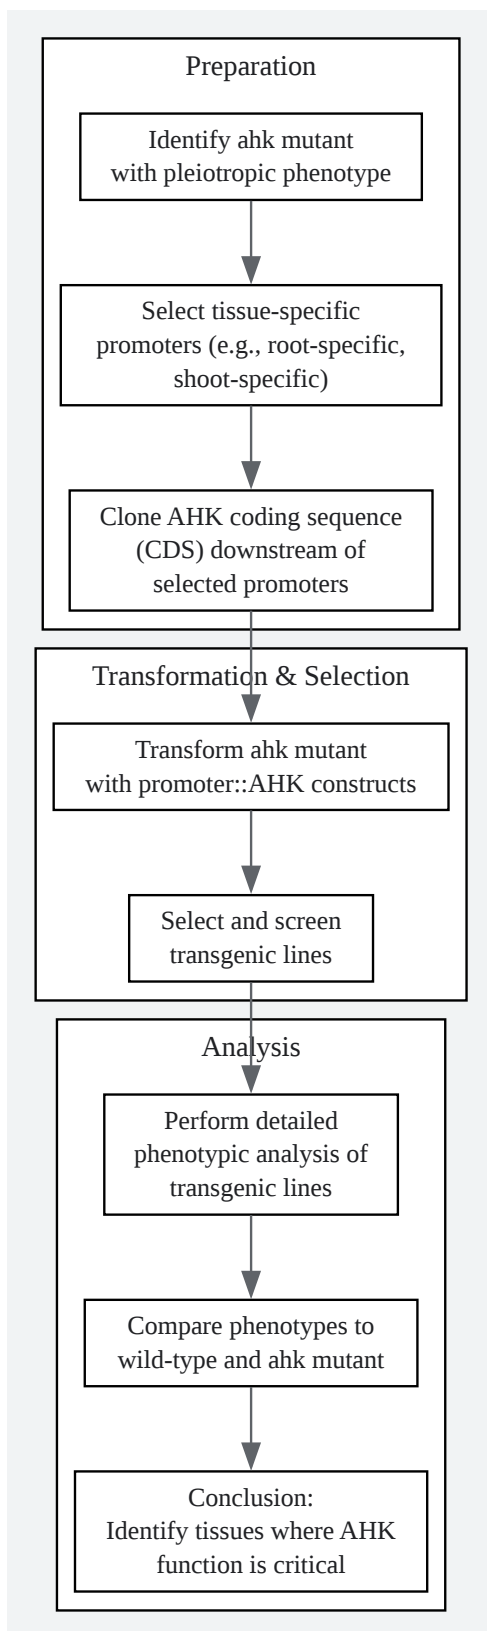 Preparation
Identify ahk mutant
with pleiotropic phenotype
Select tissue-specific
promoters (e.g., root-specific,
shoot-specific)
Clone AHK coding sequence
(CDS) downstream of
selected promoters
Transformation & Selection
Transform ahk mutant
with promoter::AHK constructs
Select and screen
transgenic lines
Analysis
Perform detailed
phenotypic analysis of
transgenic lines
Compare phenotypes to
wild-type and ahk mutant
Conclusion:
Identify tissues where AHK
function is critical